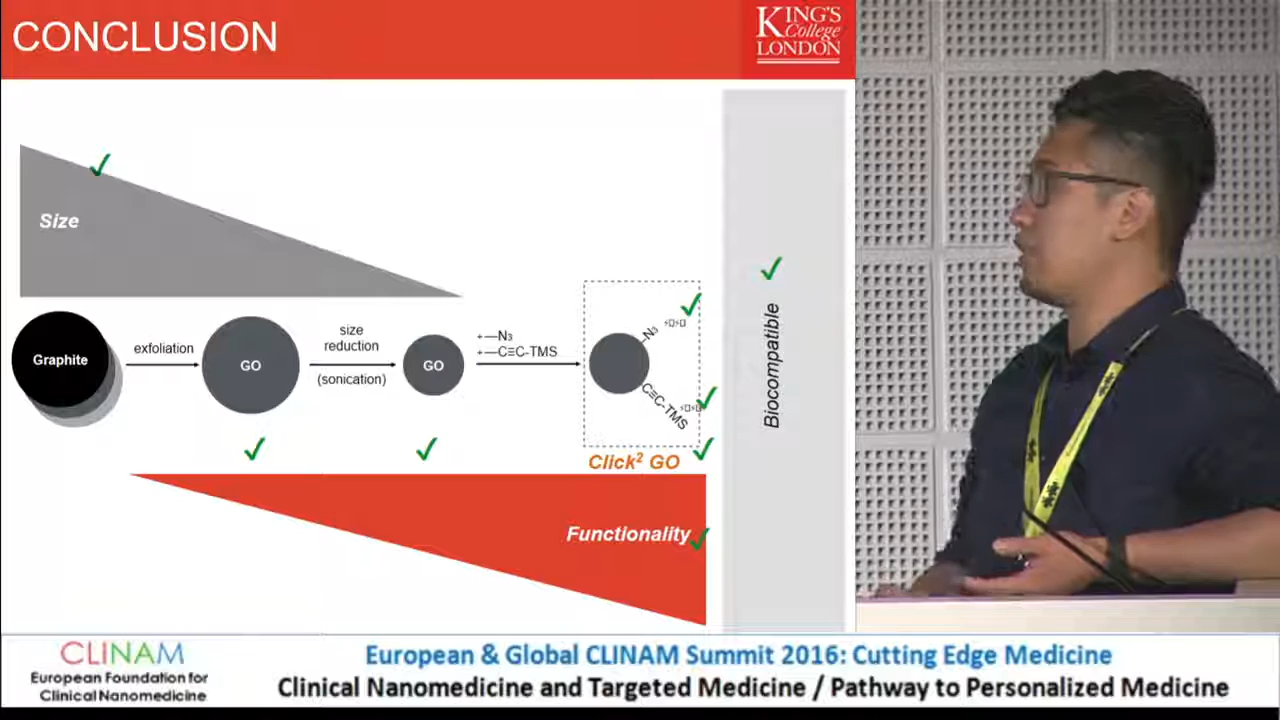 CONCLUSION
KING'S
College
LONDON
Size
Graphite
exfoliation
GO
size
reduction
(sonication)
GO
+ —N3
+ —C≡C-TMS
N3
C≡C-TMS
Click² GO
Functionality
Biocompatible
CLINAM
European Foundation for
Clinical Nanomedicine
European & Global CLINAM Summit 2016: Cutting Edge Medicine
Clinical Nanomedicine and Targeted Medicine / Pathway to Personalized Medicine